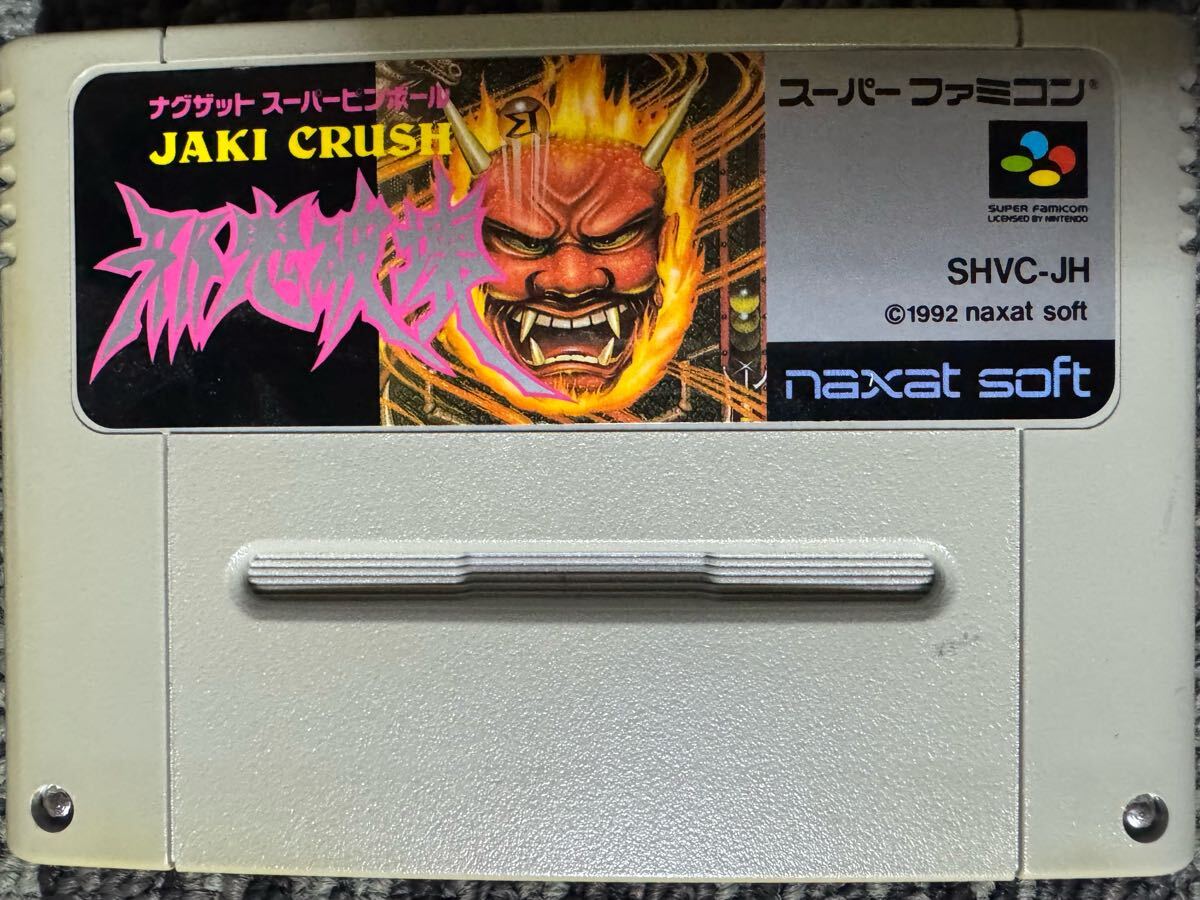 ナグザット スーパーピンボール
JAKI CRUSH
邪鬼破壊
スーパーファミコン®
SUPER FAMICOM
LICENSED BY NINTENDO
SHVC-JH
©1992 naxat soft
naxat soft